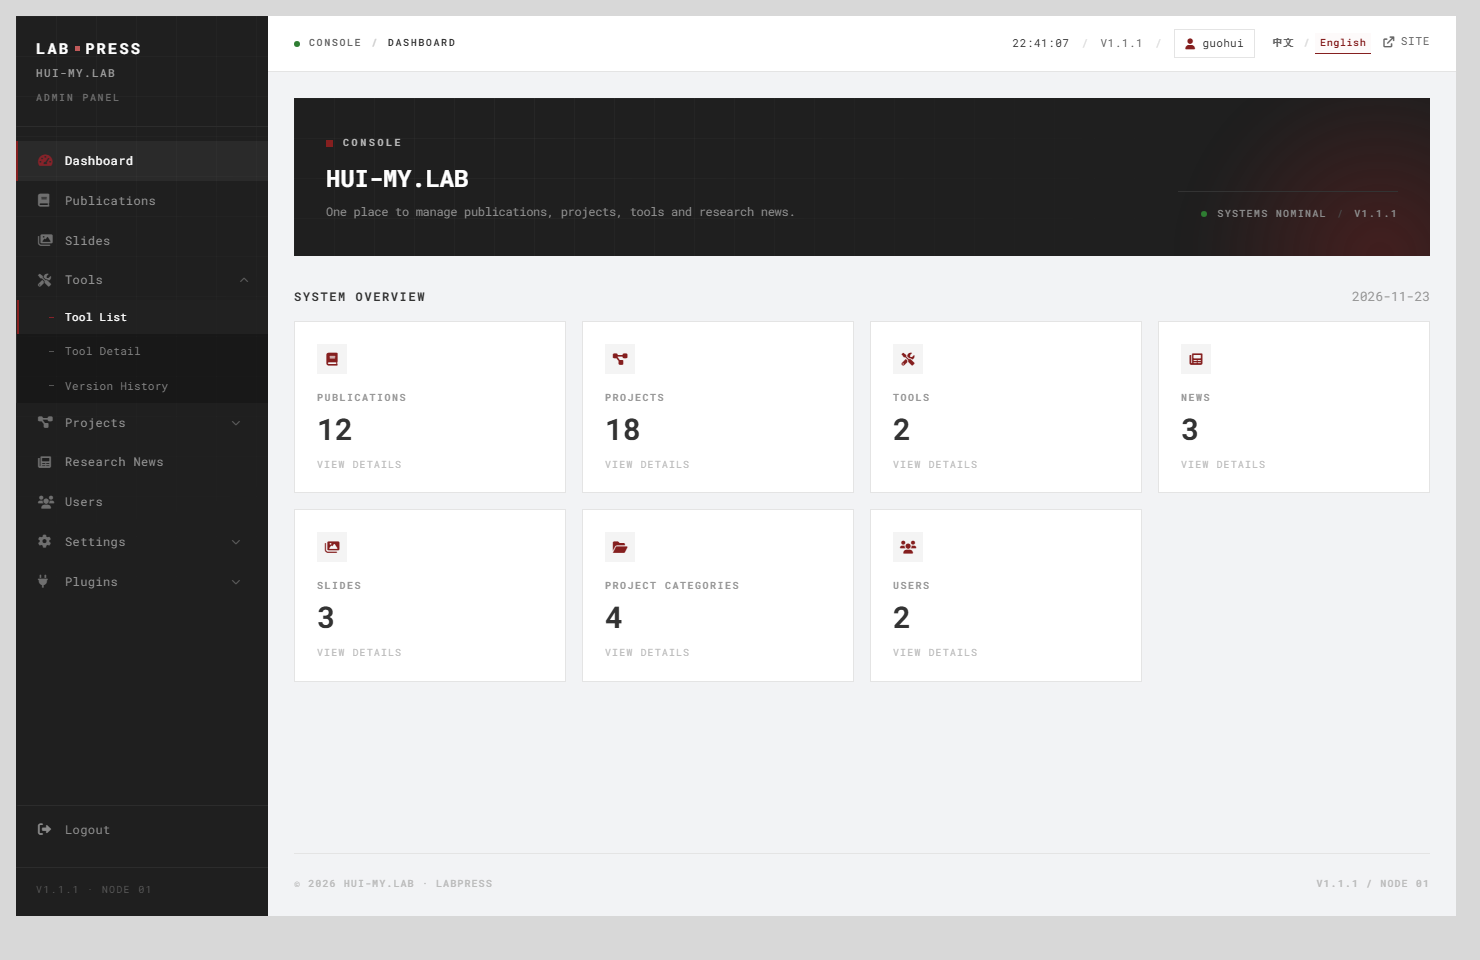 LAB PRESS
HUI-MY.LAB
ADMIN PANEL
Dashboard
Publications
Slides
Tools
– Tool List
– Tool Detail
– Version History
Projects
Research News
Users
Settings
Plugins
Logout
V1.1.1 · NODE 01
CONSOLE / DASHBOARD
22:41:07 / V1.1.1 / guohui 中文 / English SITE
CONSOLE
HUI-MY.LAB
One place to manage publications, projects, tools and research news.
SYSTEMS NOMINAL / V1.1.1
SYSTEM OVERVIEW
2026-11-23
PUBLICATIONS
12
VIEW DETAILS
PROJECTS
18
VIEW DETAILS
TOOLS
2
VIEW DETAILS
NEWS
3
VIEW DETAILS
SLIDES
3
VIEW DETAILS
PROJECT CATEGORIES
4
VIEW DETAILS
USERS
2
VIEW DETAILS
© 2026 HUI-MY.LAB · LABPRESS
V1.1.1 / NODE 01